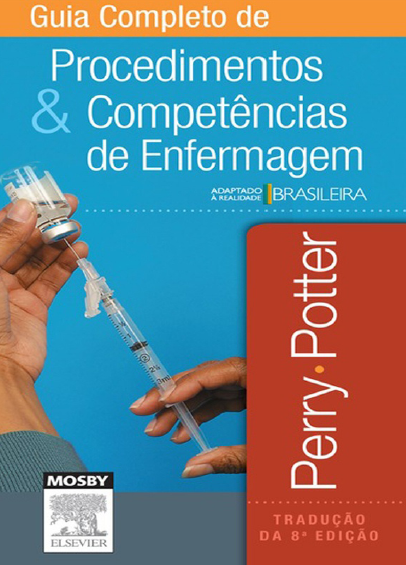 Guia Completo de
Procedimentos
& Competências
de Enfermagem
ADAPTADO
À REALIDADE
BRASILEIRA
Perry • Potter
MOSBY
ELSEVIER
TRADUÇÃO
DA 8ª EDIÇÃO